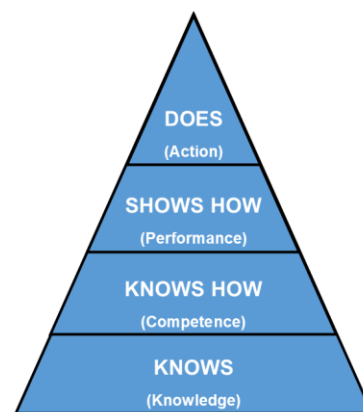 DOES
(Action)
SHOWS HOW
(Performance)
KNOWS HOW
(Competence)
KNOWS
(Knowledge)